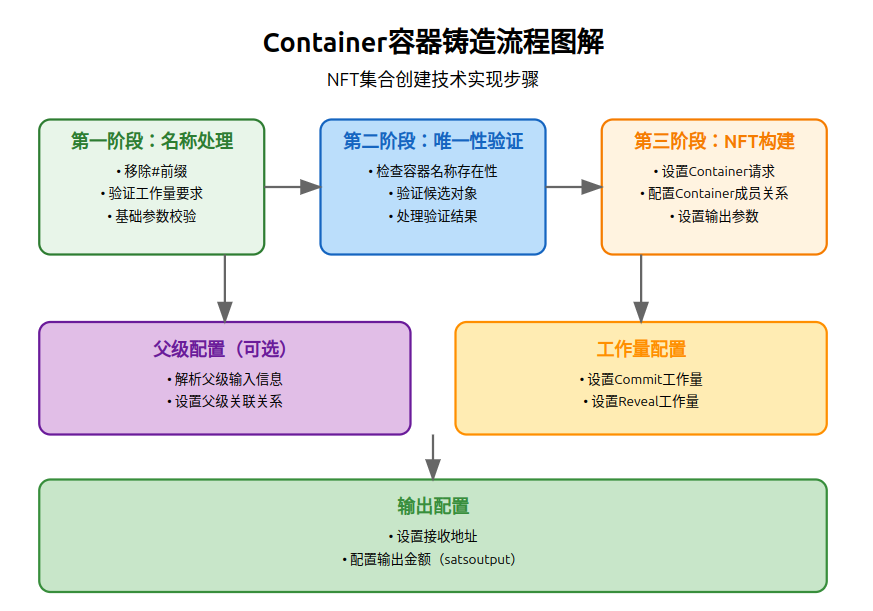 Container容器铸造流程图解
NFT集合创建技术实现步骤
第一阶段：名称处理
• 移除#前缀
• 验证工作量要求
• 基础参数校验
第二阶段：唯一性验证
• 检查容器名称存在性
• 验证候选对象
• 处理验证结果
第三阶段：NFT构建
• 设置Container请求
• 配置Container成员关系
• 设置输出参数
父级配置（可选）
• 解析父级输入信息
• 设置父级关联关系
工作量配置
• 设置Commit工作量
• 设置Reveal工作量
输出配置
• 设置接收地址
• 配置输出金额（satsoutput）